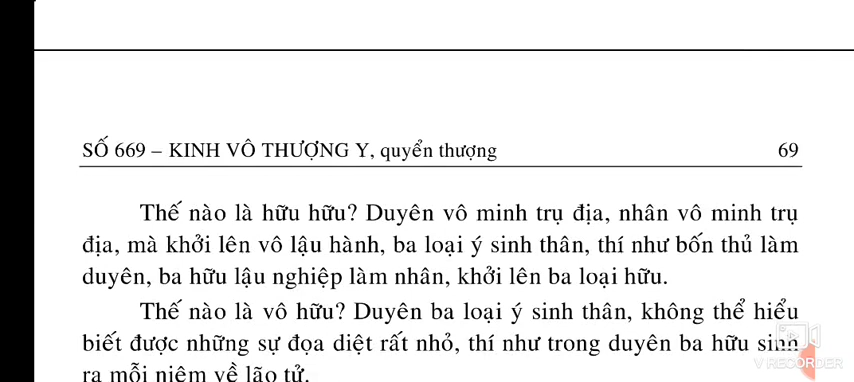 SỐ 669 – KINH VÔ THƯỢNG Y, quyển thượng 69
Thế nào là hữu hữu? Duyên vô minh trụ địa, nhân vô minh trụ
địa, mà khởi lên vô lậu hành, ba loại ý sinh thân, thí như bốn thủ làm
duyên, ba hữu lậu nghiệp làm nhân, khởi lên ba loại hữu.
Thế nào là vô hữu? Duyên ba loại ý sinh thân, không thể hiểu
biết được những sự đọa diệt rất nhỏ, thí như trong duyên ba hữu sinh
ra mỗi niệm về lão tử.
V RECORDER